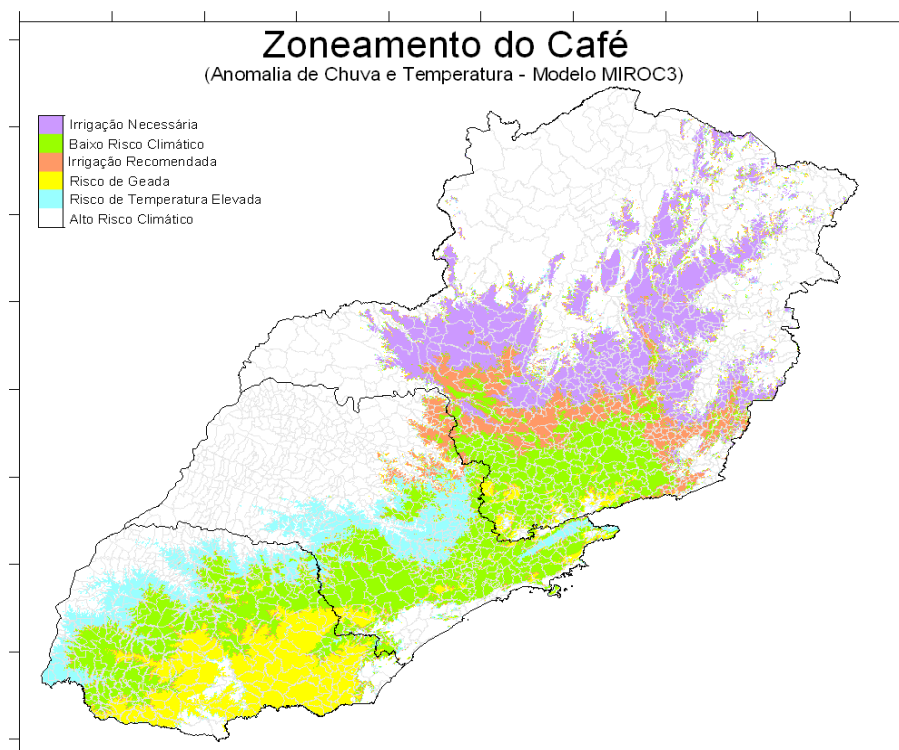 Zoneamento do Café
(Anomalia de Chuva e Temperatura - Modelo MIROC3)
Irrigação Necessária
Baixo Risco Climático
Irrigação Recomendada
Risco de Geada
Risco de Temperatura Elevada
Alto Risco Climático